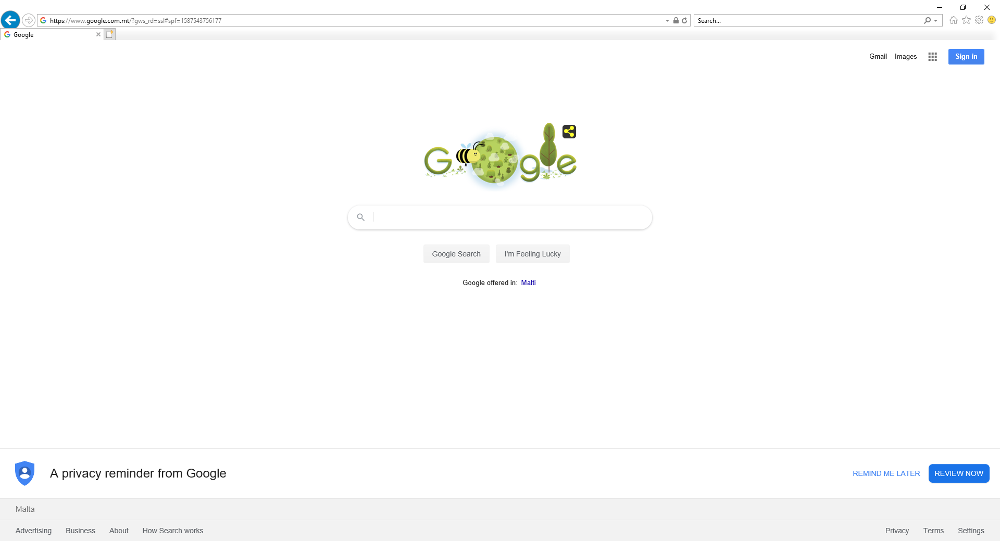 https://www.google.com.mt/?gws_rd=ssl#spf=1587543756177
Search...
Google
Gmail Images Sign in
Google
Google Search I'm Feeling Lucky
Google offered in: Malti
A privacy reminder from Google
REMIND ME LATER REVIEW NOW
Malta
Advertising Business About How Search works Privacy Terms Settings